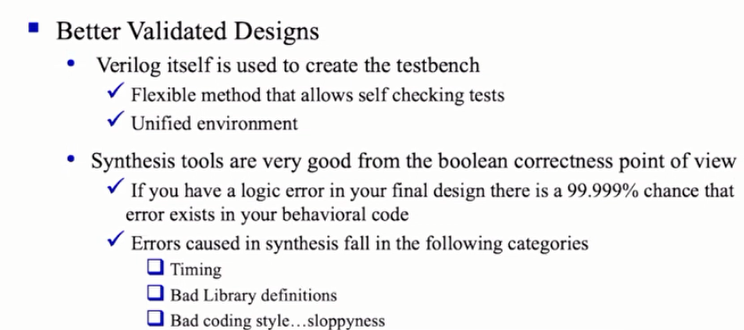 Better Validated Designs
Verilog itself is used to create the testbench
Flexible method that allows self checking tests
Unified environment
Synthesis tools are very good from the boolean correctness point of view
If you have a logic error in your final design there is a 99.999% chance that
error exists in your behavioral code
Errors caused in synthesis fall in the following categories
Timing
Bad Library definitions
Bad coding style…sloppyness